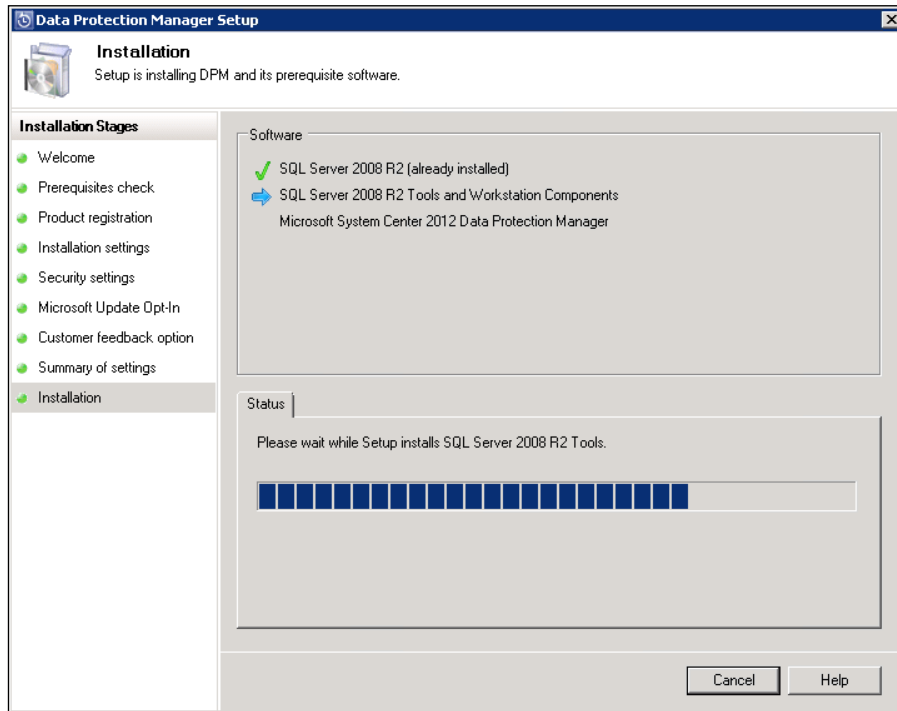 Data Protection Manager Setup
Installation
Setup is installing DPM and its prerequisite software.
Installation Stages
Welcome
Prerequisites check
Product registration
Installation settings
Security settings
Microsoft Update Opt-In
Customer feedback option
Summary of settings
Installation
Software
SQL Server 2008 R2 (already installed)
SQL Server 2008 R2 Tools and Workstation Components
Microsoft System Center 2012 Data Protection Manager
Status
Please wait while Setup installs SQL Server 2008 R2 Tools.
Cancel
Help